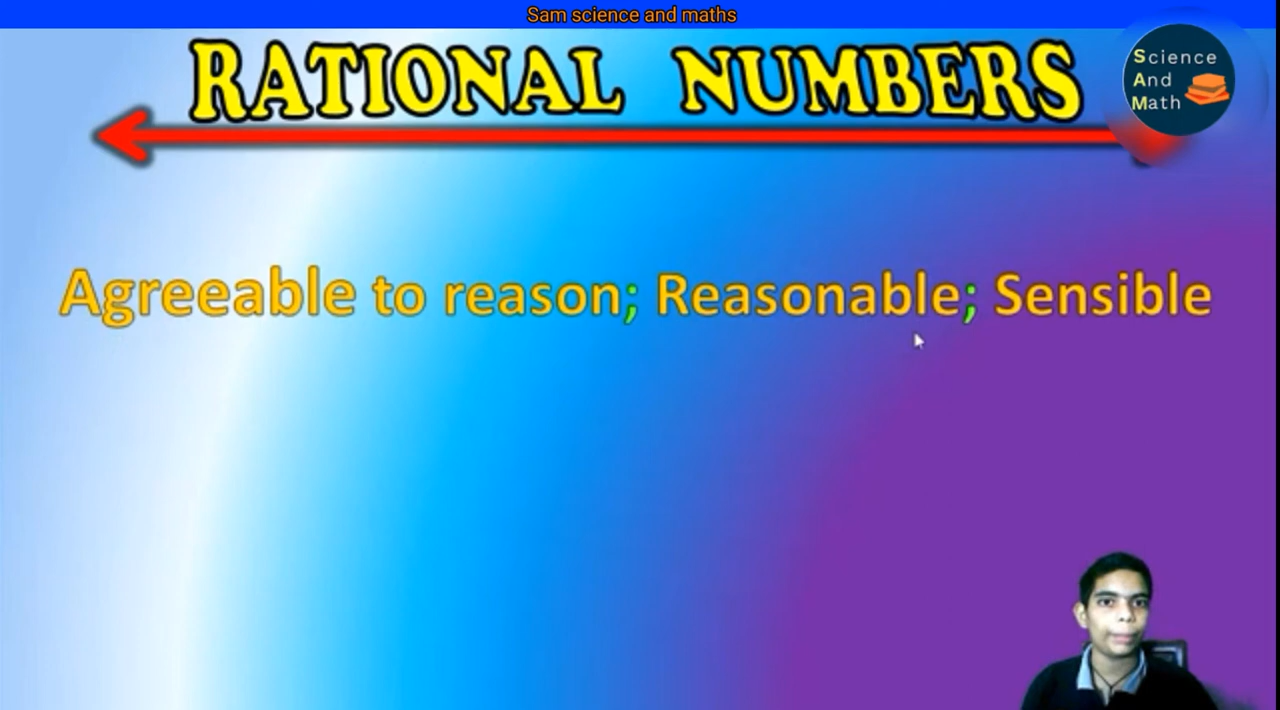 Sam science and maths
RATIONAL NUMBERS
Science
And
Math
Agreeable to reason; Reasonable; Sensible